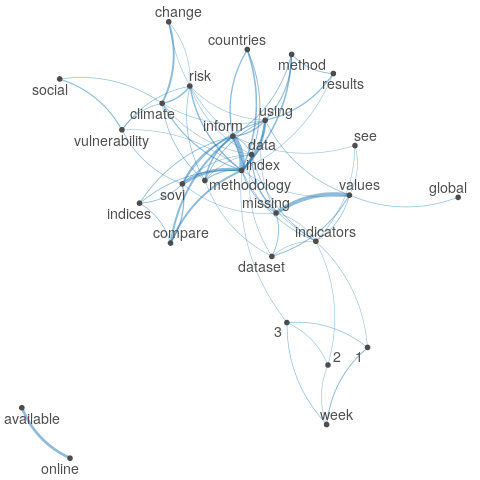 change
countries
method
risk
results
social
climate
using
inform
vulnerability
data
see
index
sovi
methodology
values
global
missing
indices
compare
indicators
dataset
3
2
1
week
available
online